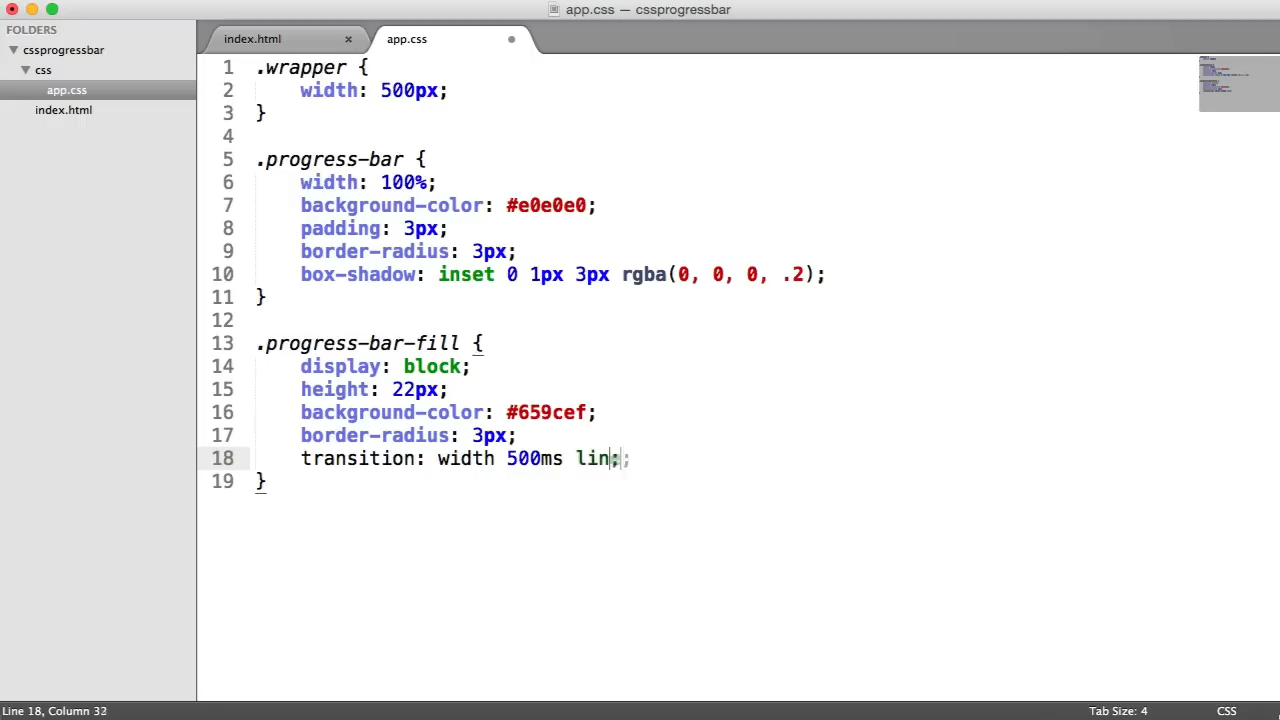 app.css — cssprogressbar
FOLDERS
cssprogressbar
css
app.css
index.html
index.html ×
app.css
1 .wrapper {
2 width: 500px;
3 }
4
5 .progress-bar {
6 width: 100%;
7 background-color: #e0e0e0;
8 padding: 3px;
9 border-radius: 3px;
10 box-shadow: inset 0 1px 3px rgba(0, 0, 0, .2);
11 }
12
13 .progress-bar-fill {
14 display: block;
15 height: 22px;
16 background-color: #659cef;
17 border-radius: 3px;
18 transition: width 500ms lin;
19 }
Line 18, Column 32
Tab Size: 4
CSS